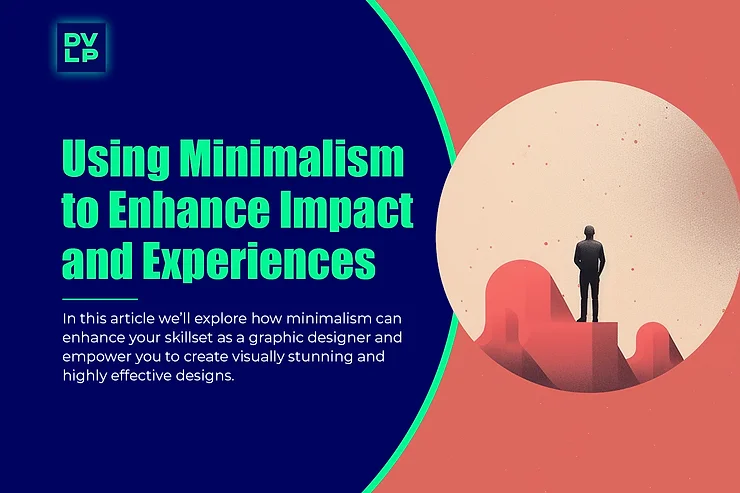 DV
LP
Using Minimalism
to Enhance Impact
and Experiences
In this article we'll explore how minimalism can
enhance your skillset as a graphic designer and
empower you to create visually stunning and
highly effective designs.